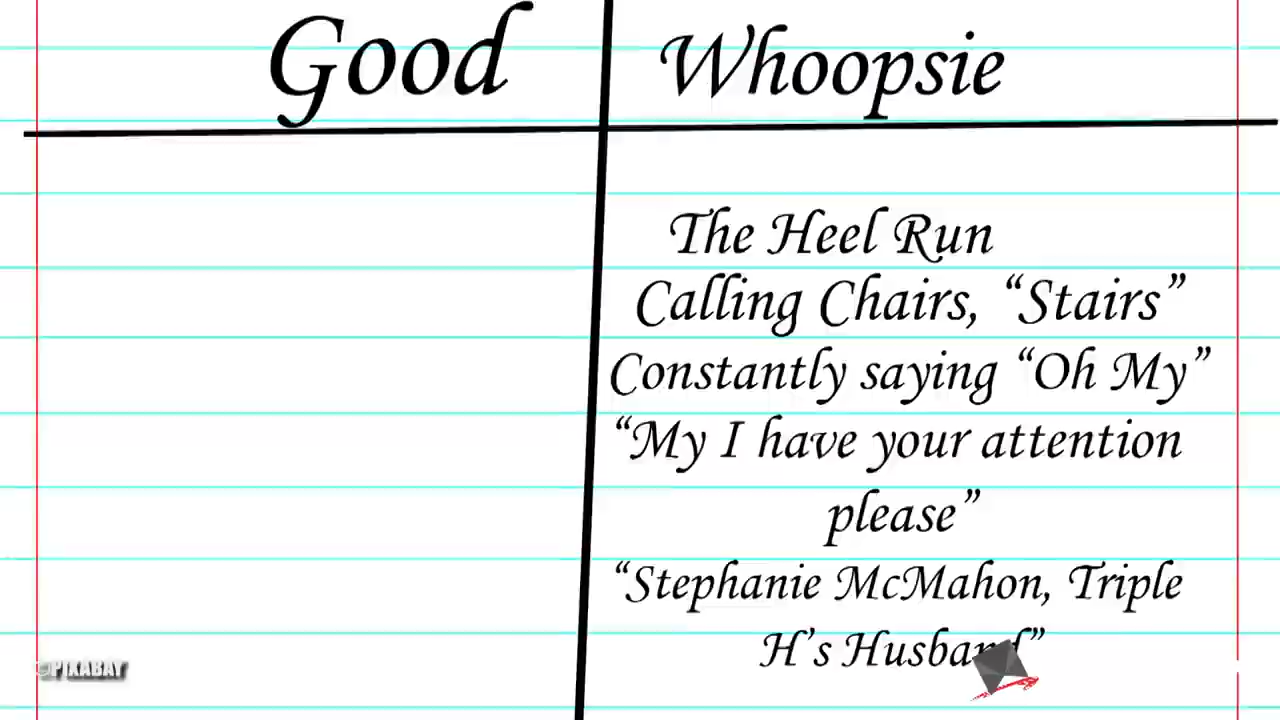 Good
Whoopsie
The Heel Run
Calling Chairs, “Stairs”
Constantly saying “Oh My”
“My I have your attention
please”
“Stephanie McMahon, Triple
H’s Husband”
©PIXABAY